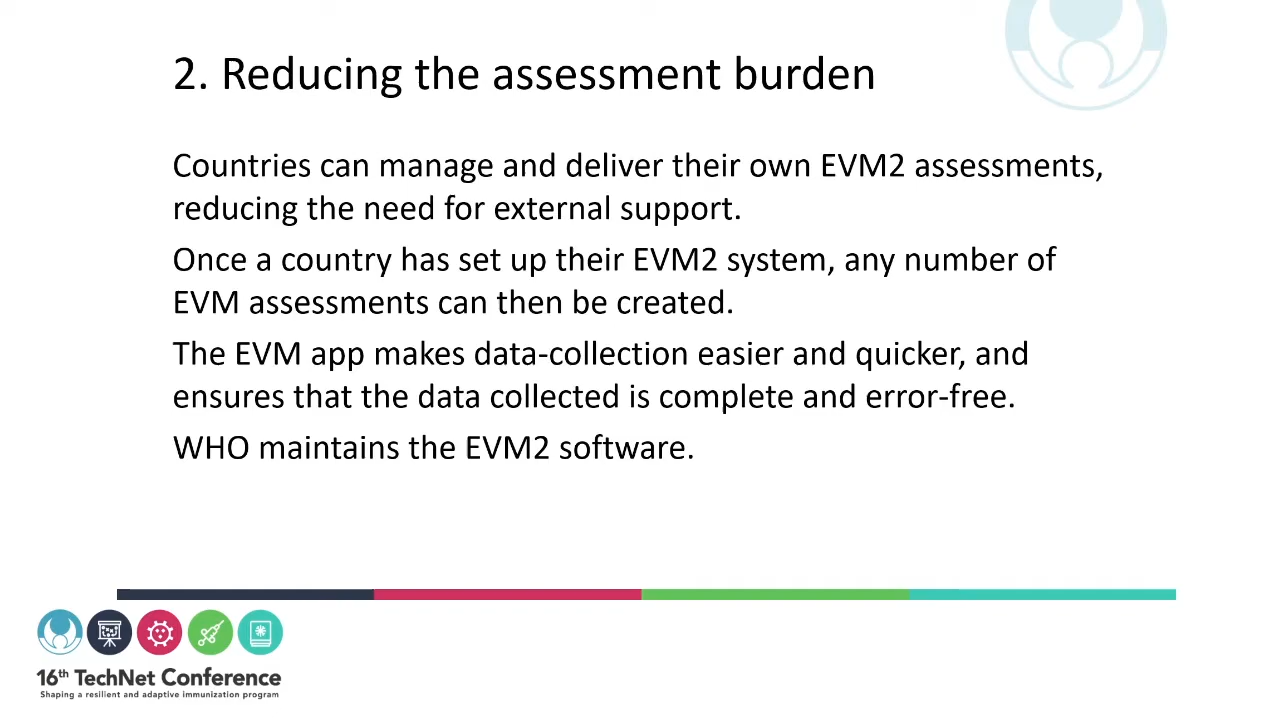 2. Reducing the assessment burden
Countries can manage and deliver their own EVM2 assessments,
reducing the need for external support.
Once a country has set up their EVM2 system, any number of
EVM assessments can then be created.
The EVM app makes data-collection easier and quicker, and
ensures that the data collected is complete and error-free.
WHO maintains the EVM2 software.
16th TechNet Conference
Shaping a resilient and adaptive immunization program